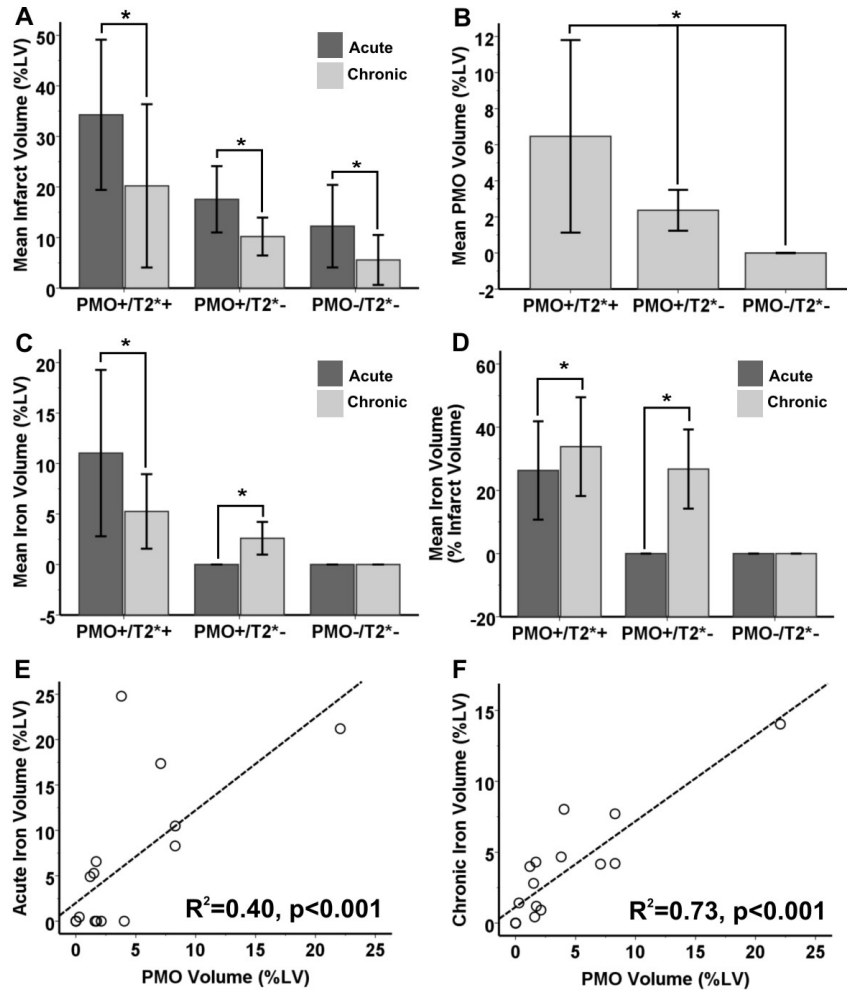 A
Mean Infarct Volume (%LV)
50
40
30
20
10
0
*
*
*
Acute
Chronic
PMO+/T2*+ PMO+/T2*- PMO-/T2*-
B
Mean PMO Volume (%LV)
12
10
8
6
4
2
0
-2
*
PMO+/T2*+ PMO+/T2*- PMO-/T2*-
C
Mean Iron Volume (%LV)
20
15
10
5
0
-5
*
*
Acute
Chronic
PMO+/T2*+ PMO+/T2*- PMO-/T2*-
D
Mean Iron Volume
(% Infarct Volume)
60
40
20
0
-20
*
*
Acute
Chronic
PMO+/T2*+ PMO+/T2*- PMO-/T2*-
E
Acute Iron Volume (%LV)
25
20
15
10
5
0
R²=0.40, p<0.001
0 5 10 15 20 25
PMO Volume (%LV)
F
Chronic Iron Volume (%LV)
15
10
5
0
R²=0.73, p<0.001
0 5 10 15 20 25
PMO Volume (%LV)